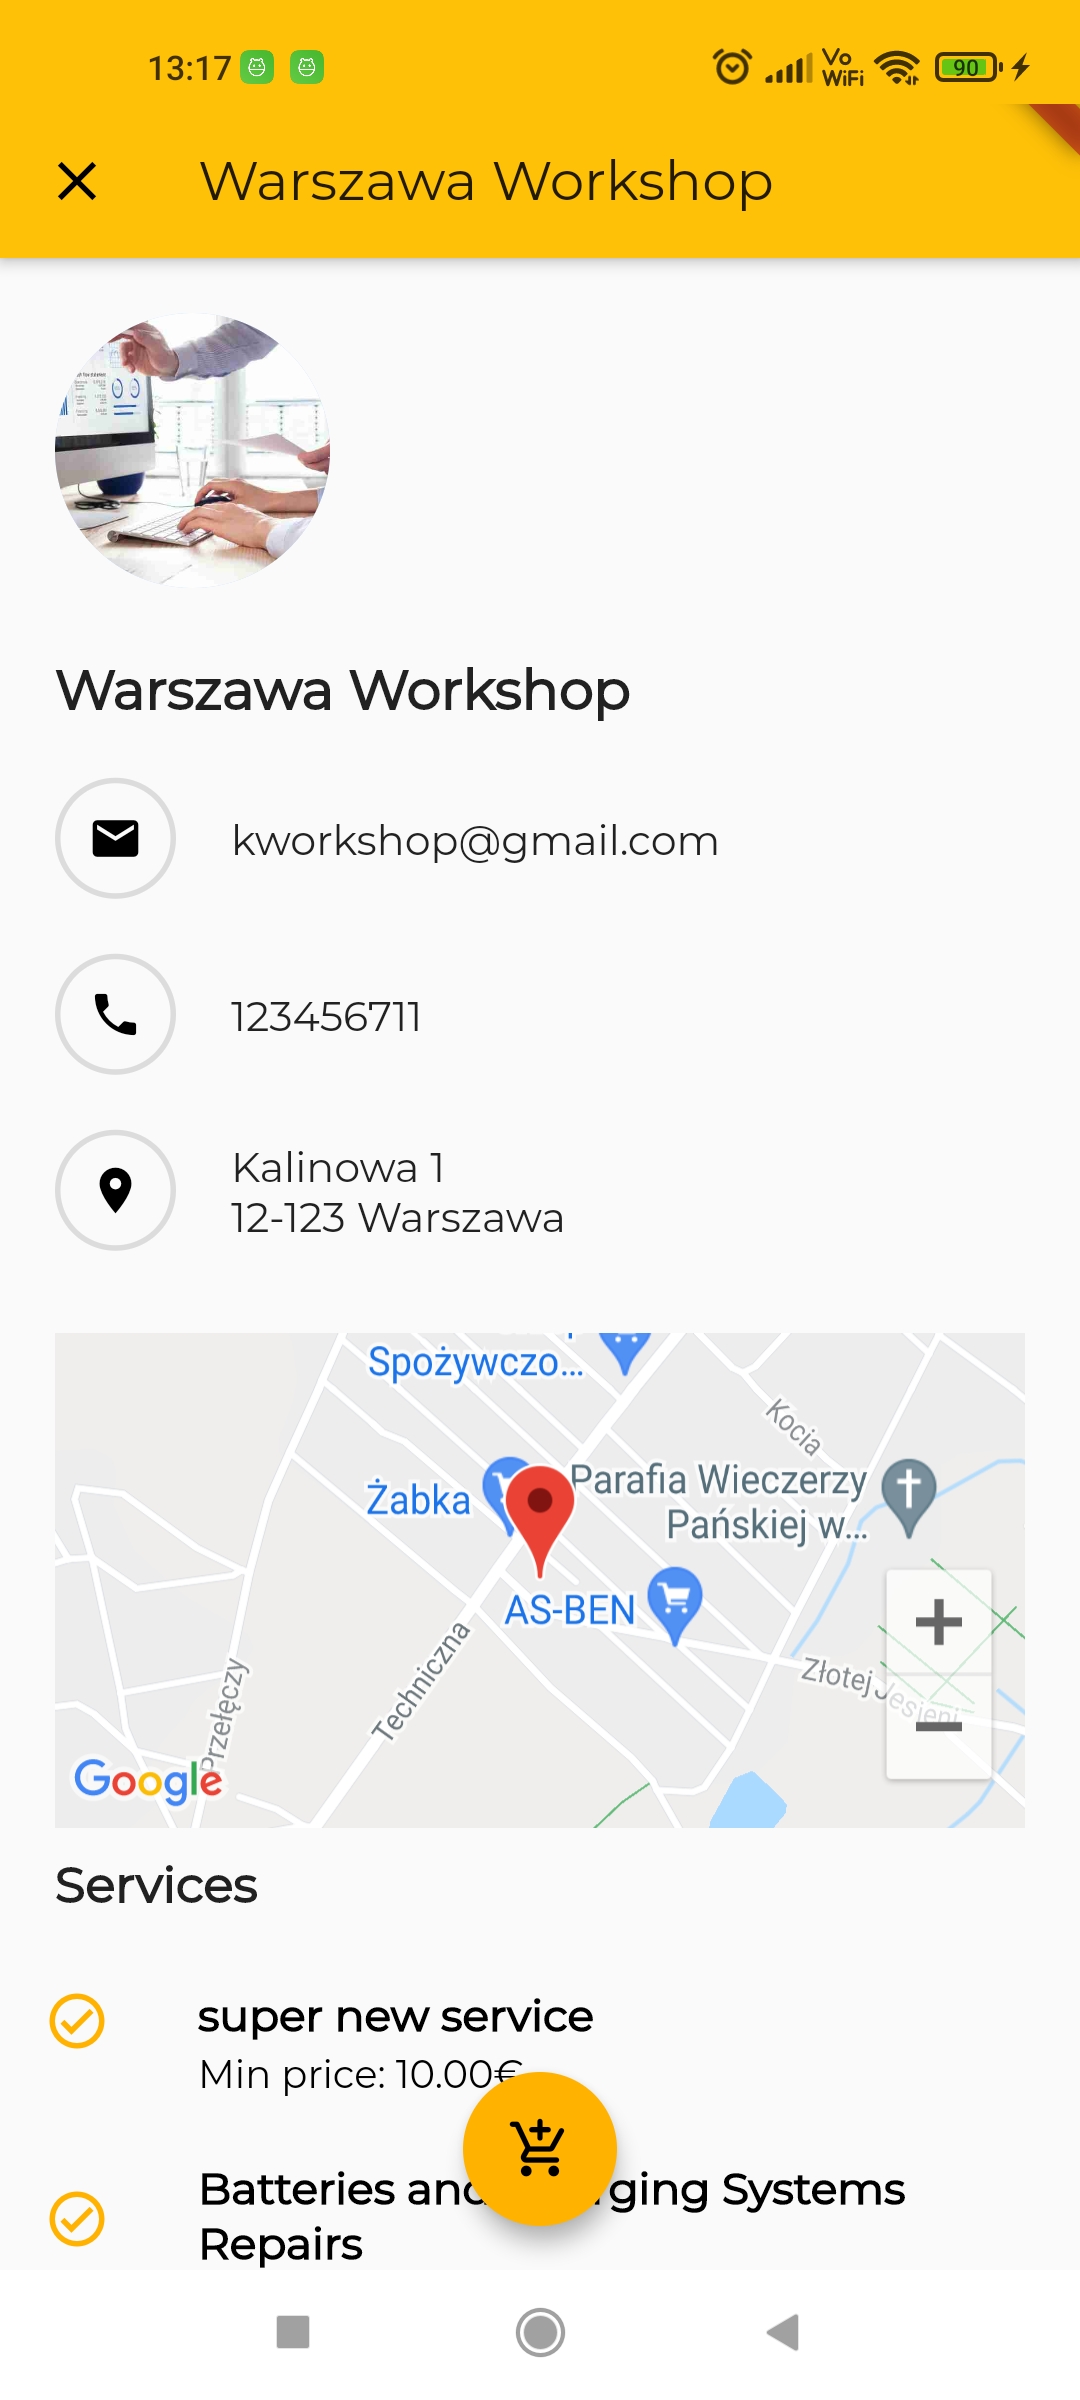 13:17
Vo
WiFi
90
Warszawa Workshop
Warszawa Workshop
kworkshop@gmail.com
123456711
Kalinowa 1
12-123 Warszawa
Spożywczo...
Kocia
Żabka
Parafia Wieczerzy
Pańskiej w...
AS-BEN
Techniczna
Złotej Jesieni
Przełęczy
Google
Services
super new service
Min price: 10.00€
Batteries and ging Systems
Repairs